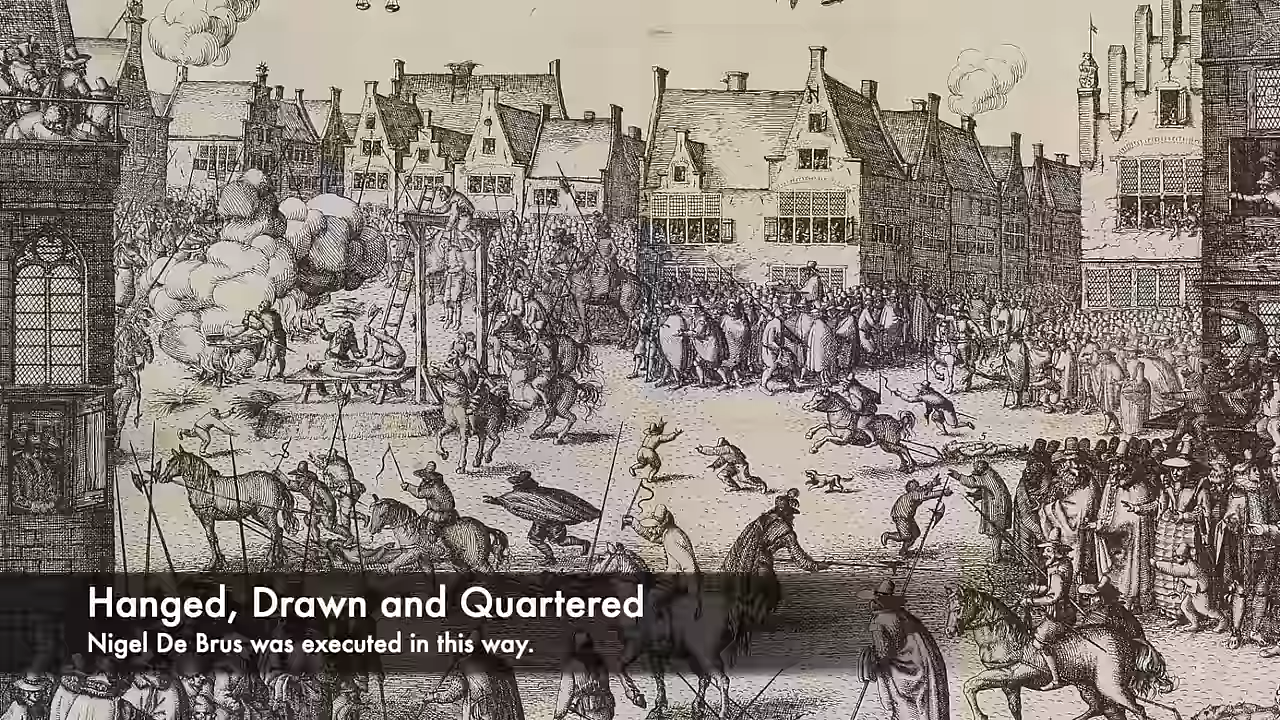 Hanged, Drawn and Quartered
Nigel De Brus was executed in this way.